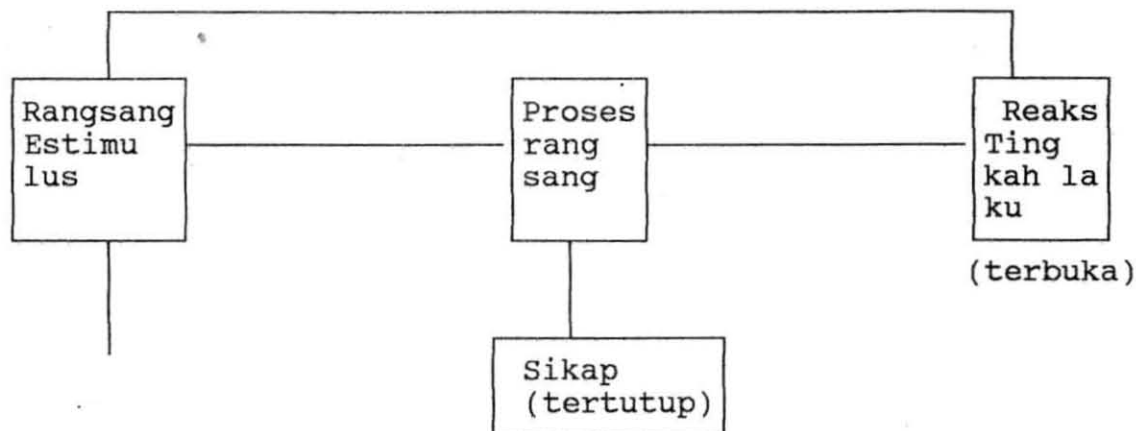 Rangsang
Estimu
lus
Proses
rang
sang
Reaks
Ting
kah la
ku
(terbuka)
Sikap
(tertutup)